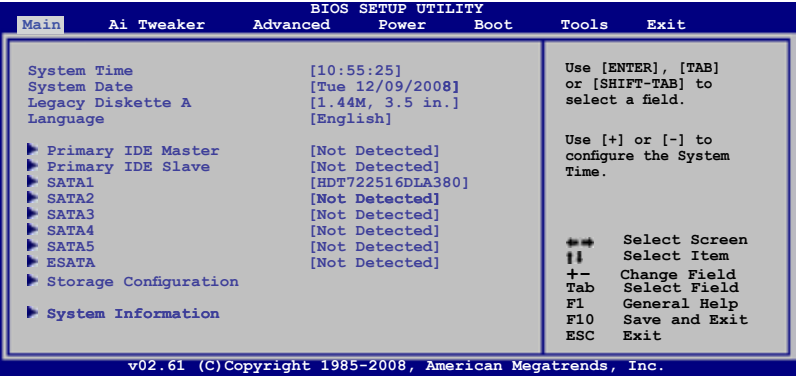 BIOS SETUP UTILITY
Main Ai Tweaker Advanced Power Boot Tools Exit
System Time [10:55:25]
System Date [Tue 12/09/2008]
Legacy Diskette A [1.44M, 3.5 in.]
Language [English]
Primary IDE Master [Not Detected]
Primary IDE Slave [Not Detected]
SATA1 [HDT722516DLA380]
SATA2 [Not Detected]
SATA3 [Not Detected]
SATA4 [Not Detected]
SATA5 [Not Detected]
ESATA [Not Detected]
Storage Configuration
System Information
Use [ENTER], [TAB]
or [SHIFT-TAB] to
select a field.
Use [+] or [-] to
configure the System
Time.
←→ Select Screen
↑↓ Select Item
+- Change Field
Tab Select Field
F1 General Help
F10 Save and Exit
ESC Exit
v02.61 (C)Copyright 1985-2008, American Megatrends, Inc.